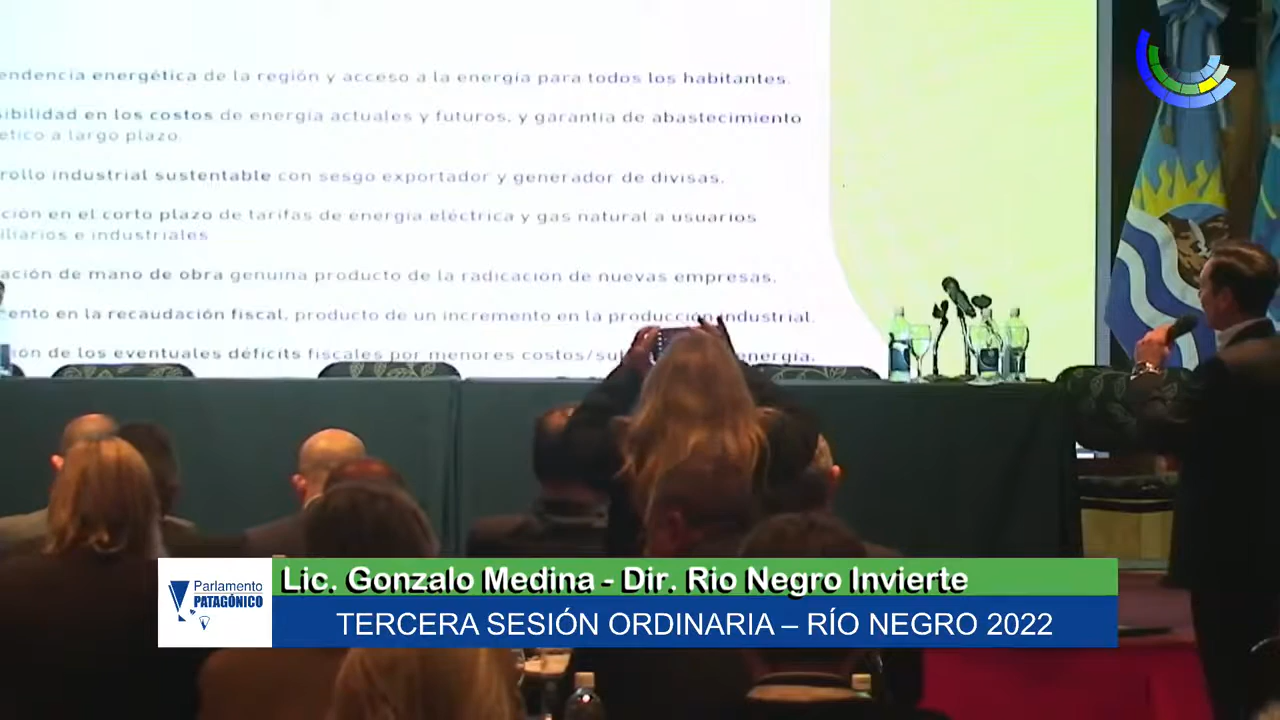 endencia energética de la región y acceso a la energía para todos los habitantes.
ibilidad en los costos de energía actuales y futuros, y garantía de abastecimiento
ético a largo plazo.
rollo industrial sustentable con sesgo exportador y generador de divisas.
ción en el corto plazo de tarifas de energía eléctrica y gas natural a usuarios
iliarios e industriales
ación de mano de obra genuina producto de la radicación de nuevas empresas.
ento en la recaudación fiscal, producto de un incremento en la producción industrial.
ión de los eventuales déficits fiscales por menores costos/su energía.
Lic. Gonzalo Medina - Dir. Rio Negro Invierte
Parlamento
PATAGÓNICO
TERCERA SESIÓN ORDINARIA – RÍO NEGRO 2022